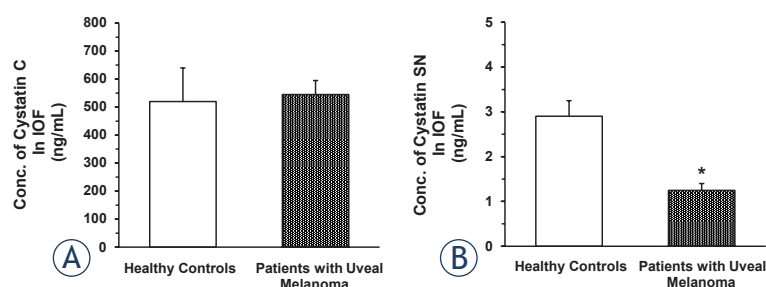 Conc. of Cystatin C
In IOF
(ng/mL)
800
700
600
500
400
300
200
100
0
Healthy Controls
Patients with Uveal
Melanoma
A
Conc. of Cystatin SN
In IOF
(ng/mL)
5
4
3
2
1
0
*
Healthy Controls
Patients with Uveal
Melanoma
B